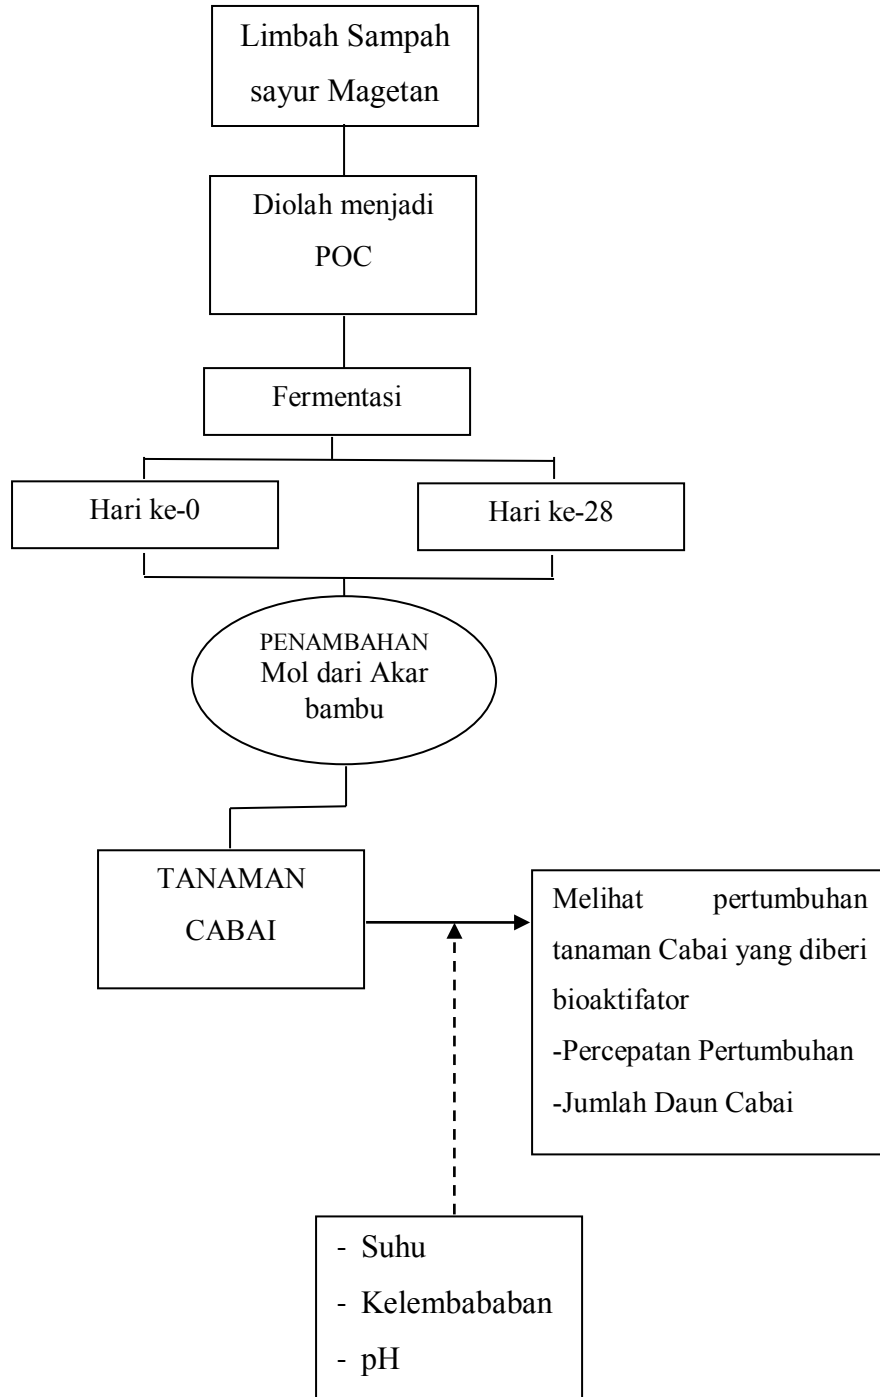 Limbah Sampah
sayur Magetan
Diolah menjadi
POC
Fermentasi
Hari ke-0
Hari ke-28
PENAMBAHAN
Mol dari Akar
bambu
TANAMAN
CABAI
Melihat pertumbuhan
tanaman Cabai yang diberi
bioaktifator
-Percepatan Pertumbuhan
-Jumlah Daun Cabai
- Suhu
- Kelembababan
- pH